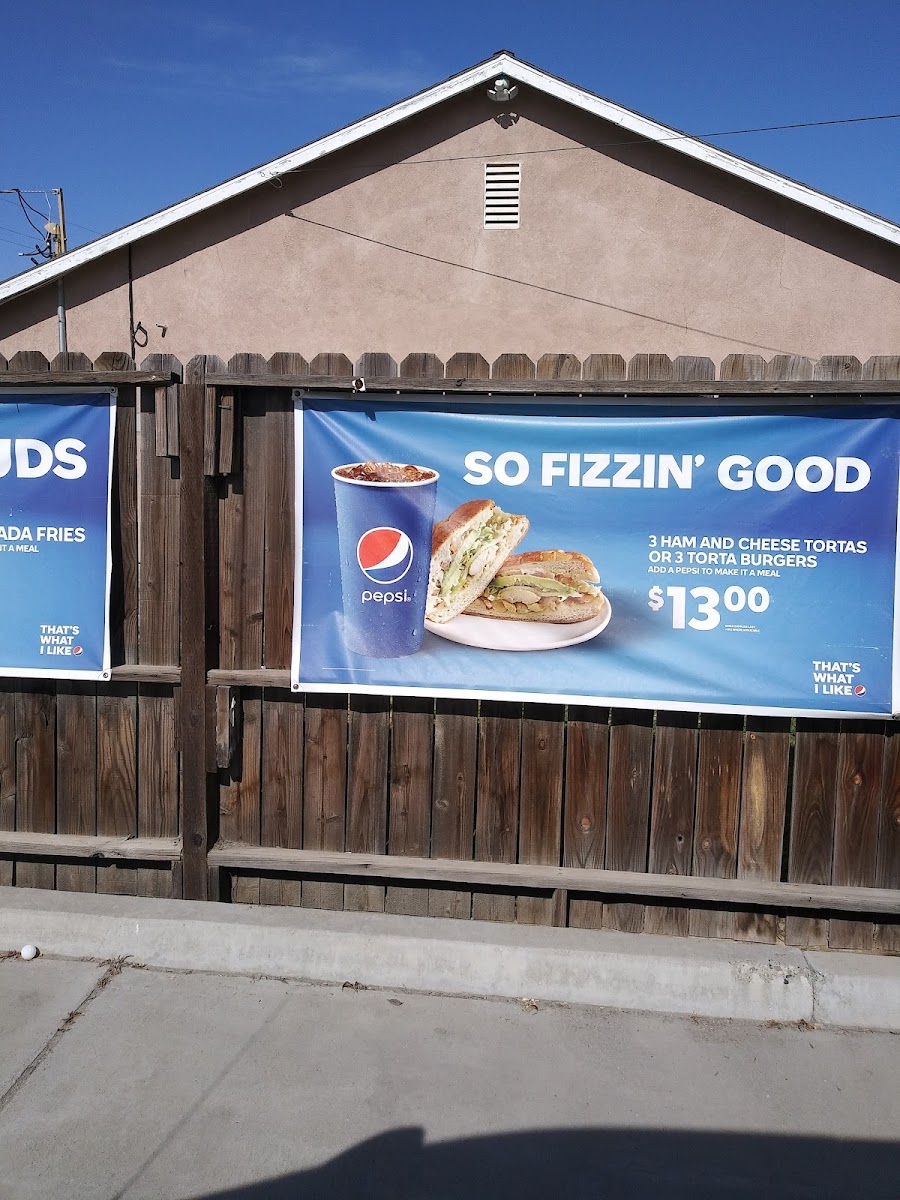 UDS
ADA FRIES
IT A MEAL
THAT'S
WHAT
I LIKE
SO FIZZIN' GOOD
pepsi
3 HAM AND CHEESE TORTAS
OR 3 TORTA BURGERS
ADD A PEPSI TO MAKE IT A MEAL
$13.00
THAT'S
WHAT
I LIKE